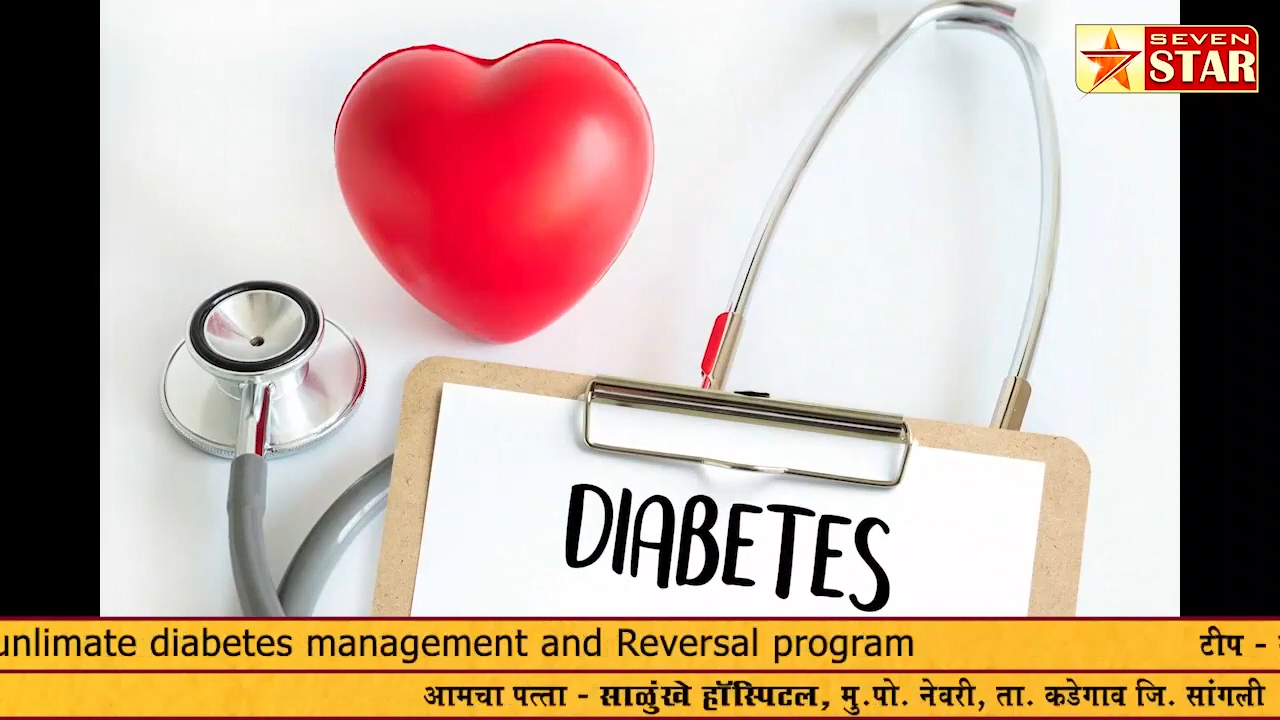 SEVEN
STAR
DIABETES
unlimate diabetes management and Reversal program
टीप -
आमचा पत्ता - साळुंखे हॉस्पिटल, मु.पो. नेवरी, ता. कडेगाव जि. सांगली